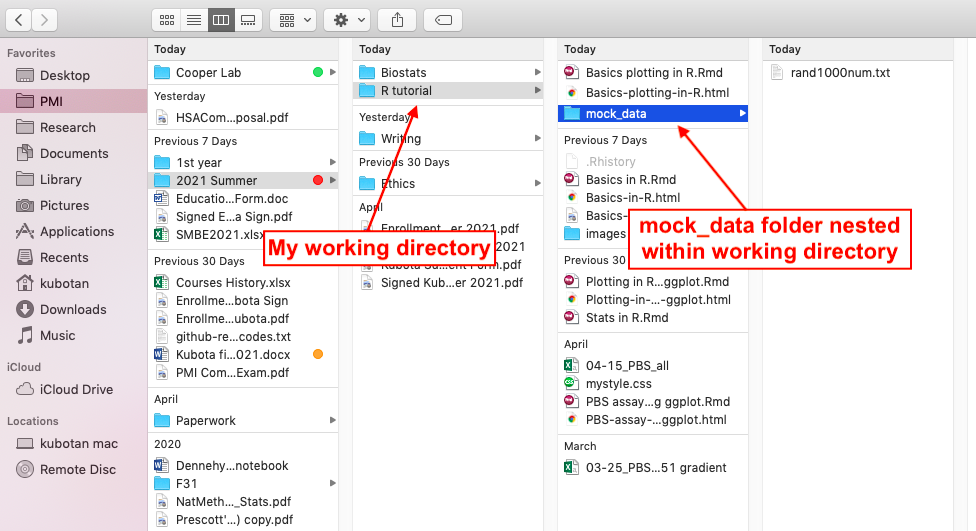 Favorites
Desktop
PMI
Research
Documents
Library
Pictures
Applications
Recents
kubotan
Downloads
Music
iCloud
iCloud Drive
Locations
kubotan mac
Remote Disc
Today
Cooper Lab
Yesterday
HSACom...posal.pdf
Previous 7 Days
1st year
2021 Summer
Educatio...Form.doc
Signed E...a Sign.pdf
SMBE2021.xlsx
Previous 30 Days
Courses History.xlsx
Enrollme...bota Sign
Enrollme...ubota.pdf
github-re...codes.txt
Kubota fi...021.docx
PMI Com...Exam.pdf
April
Paperwork
2020
Dennehy...notebook
F31
NatMeth..._Stats.pdf
Prescott'...) copy.pdf
Today
Biostats
R tutorial
Yesterday
Writing
Previous 30 Days
Ethics
April
Enrollment...er 2021.pdf
2021
Kubota Su...ent Form.pdf
Signed Kub...er 2021.pdf
My working directory
Today
Basics plotting in R.Rmd
Basics-plotting-in-R.html
mock_data
Previous 7 Days
.Rhistory
Basics in R.Rmd
Basics-in-R.html
Basics-
images
Previous 30
Plotting in R...ggplot.Rmd
Plotting-in-...-ggplot.html
Stats in R.Rmd
April
04-15_PBS_all
mystyle.css
PBS assay...g ggplot.Rmd
PBS-assay-...-ggplot.html
March
03-25_PBS...51 gradient
mock_data folder nested
within working directory
Today
rand1000num.txt